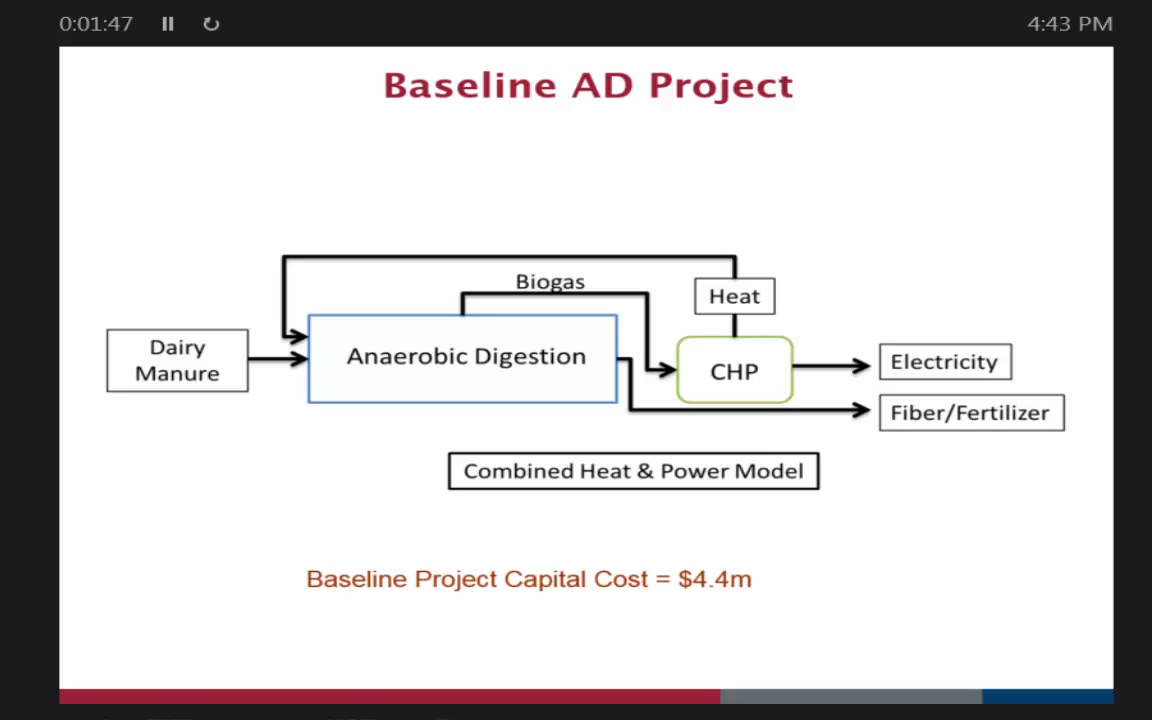 0:01:47
4:43 PM
Baseline AD Project
Biogas
Heat
Dairy
Manure
Anaerobic Digestion
CHP
Electricity
Fiber/Fertilizer
Combined Heat & Power Model
Baseline Project Capital Cost = $4.4m